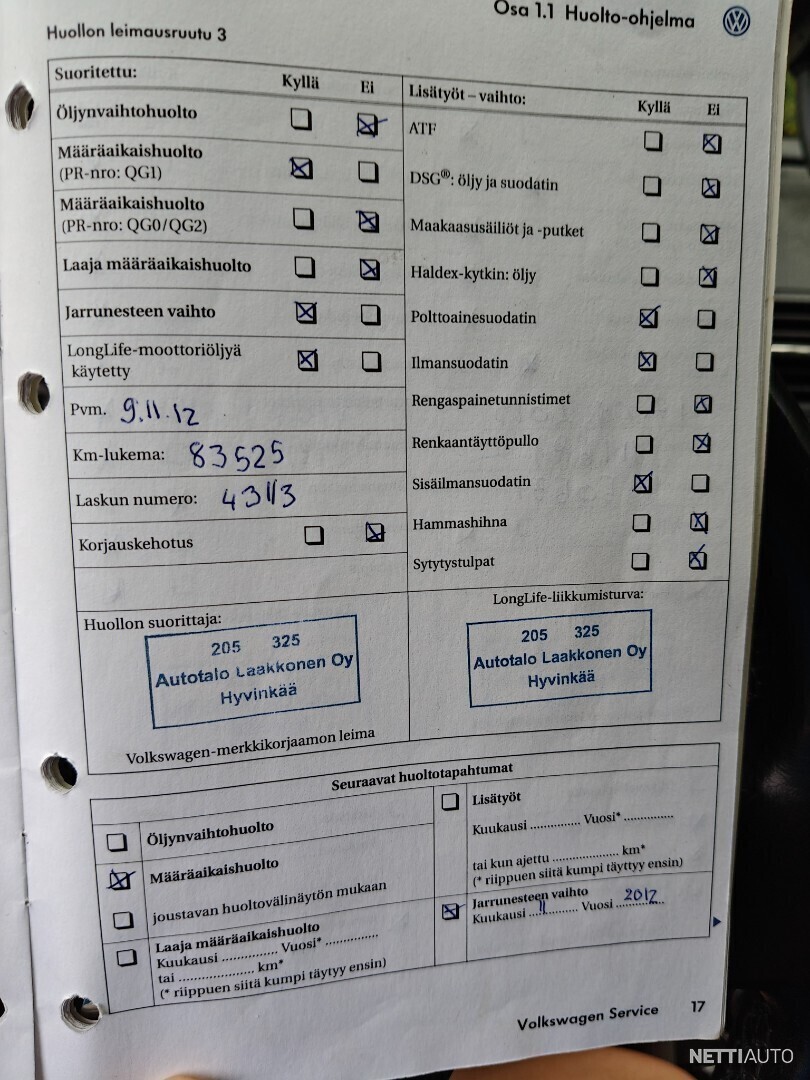 Osa 1.1 Huolto-ohjelma
Huollon leimausruutu 3
Suoritettu: Kyllä Ei
Öljynvaihtohuolto
Määräaikaishuolto
(PR-nro: QG1)
Määräaikaishuolto
(PR-nro: QG0/QG2)
Laaja määräaikaishuolto
Jarrunesteen vaihto
LongLife-moottoriöljyä
käytetty
Pvm. 9.11.12
Km-lukema: 83525
Laskun numero: 43113
Korjauskehotus
Lisätyöt – vaihto: Kyllä Ei
ATF
DSG®: öljy ja suodatin
Maakaasusäiliöt ja -putket
Haldex-kytkin: öljy
Polttoainesuodatin
Ilmansuodatin
Rengaspainetunnistimet
Renkaantäyttöpullo
Sisäilmansuodatin
Hammashihna
Sytytystulpat
Huollon suorittaja:
205 325
Autotalo Laakkonen Oy
Hyvinkää
Volkswagen-merkkikorjaamon leima
LongLife-liikkumisturva:
205 325
Autotalo Laakkonen Oy
Hyvinkää
Seuraavat huoltotapahtumat
Öljynvaihtohuolto
Määräaikaishuolto
joustavan huoltovälinäytön mukaan
Laaja määräaikaishuolto
Kuukausi ............... Vuosi* ..............
tai .................... km*
(* riippuen siitä kumpi täytyy ensin)
Lisätyöt
Kuukausi .............. Vuosi* ..............
tai kun ajettu .................... km*
(* riippuen siitä kumpi täyttyy ensin)
Jarrunesteen vaihto
Kuukausi ...11......... Vuosi ..2012..
Volkswagen Service 17
NETTIAUTO